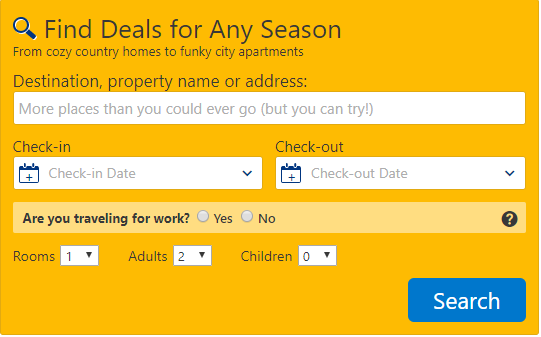 Find Deals for Any Season
From cozy country homes to funky city apartments
Destination, property name or address:
More places than you could ever go (but you can try!)
Check-in Check-out
Check-in Date Check-out Date
Are you traveling for work? Yes No ?
Rooms 1 Adults 2 Children 0
Search